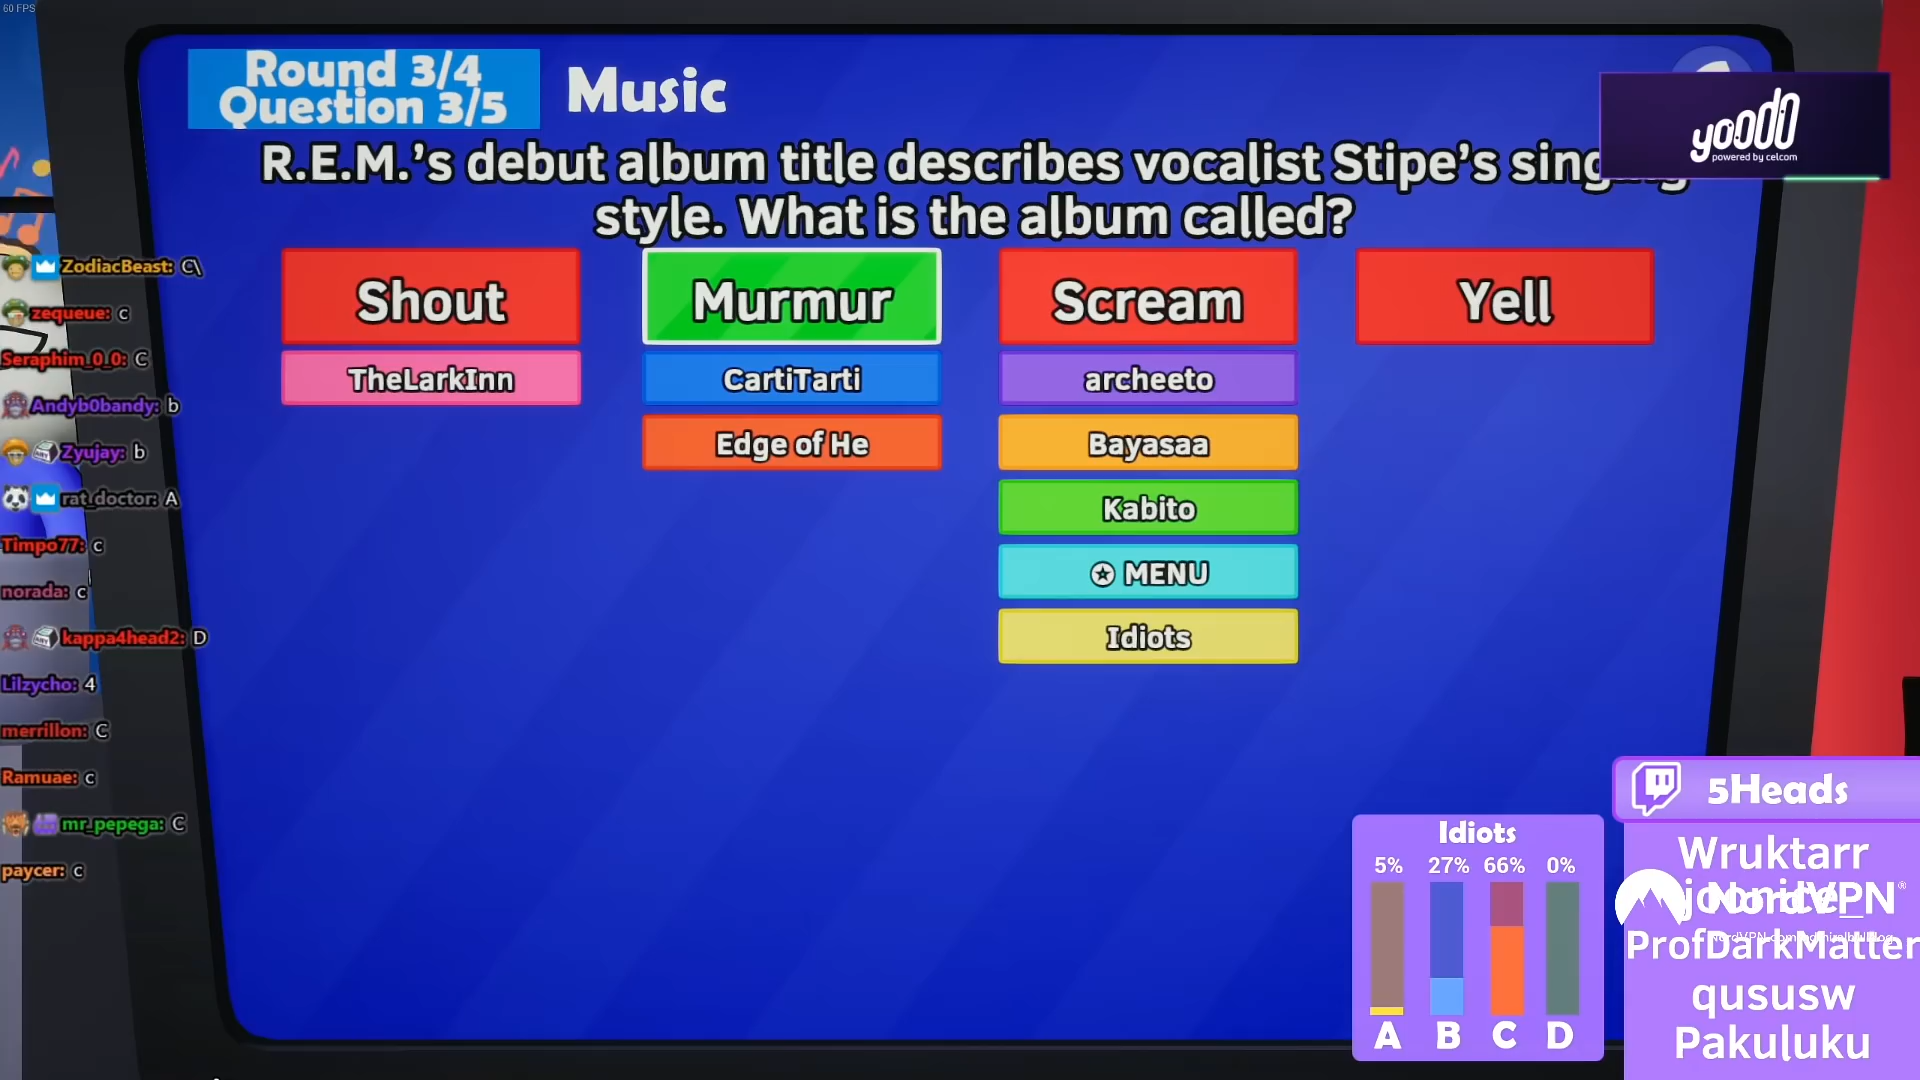 60 FPS
Round 3/4
Question 3/5
Music
yoodo
powered by celcom
R.E.M.'s debut album title describes vocalist Stipe's singing
style. What is the album called?
Shout
Murmur
Scream
Yell
TheLarkInn
CartiTarti
archeeto
Edge of He
Bayasaa
Kabito
MENU
Idiots
ZodiacBeast: C\
zequeue: c
Seraphim_0_0: C
Andyb0bandy: b
Zyujay: b
rat_doctor: A
Timpo77: c
norada: c
kappa4head2: D
Lilzycho: 4
merrillon: C
Ramuae: c
mr_pepega: C
paycer: c
Idiots
5% 27% 66% 0%
A B C D
5Heads
Wruktarr
NordVPN
ProfDarkMatter
qususw
Pakuluku